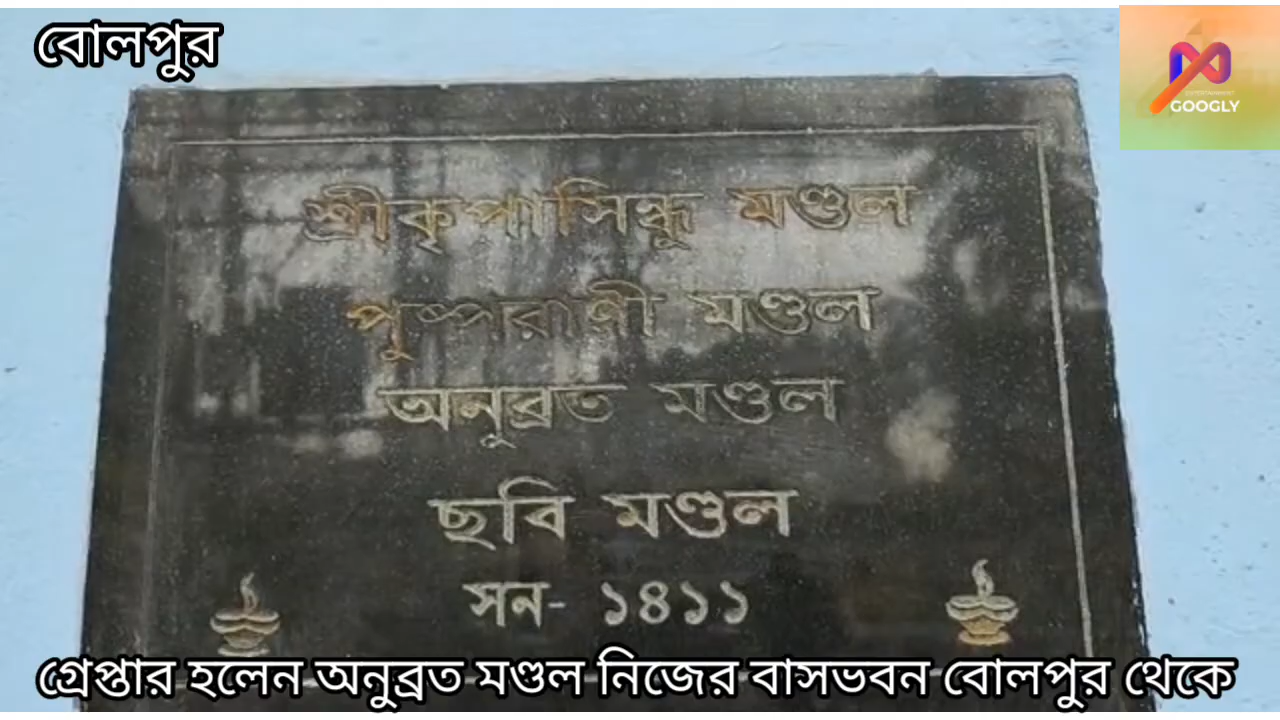 বোলপুর
ENTERTAINMENT
GOOGLY
শ্রীকৃপাসিন্ধু মণ্ডল
পুষ্পরাণী মণ্ডল
অনুব্রত মণ্ডল
ছবি মণ্ডল
সন- ১৪১১
গ্রেপ্তার হলেন অনুব্রত মণ্ডল নিজের বাসভবন বোলপুর থেকে